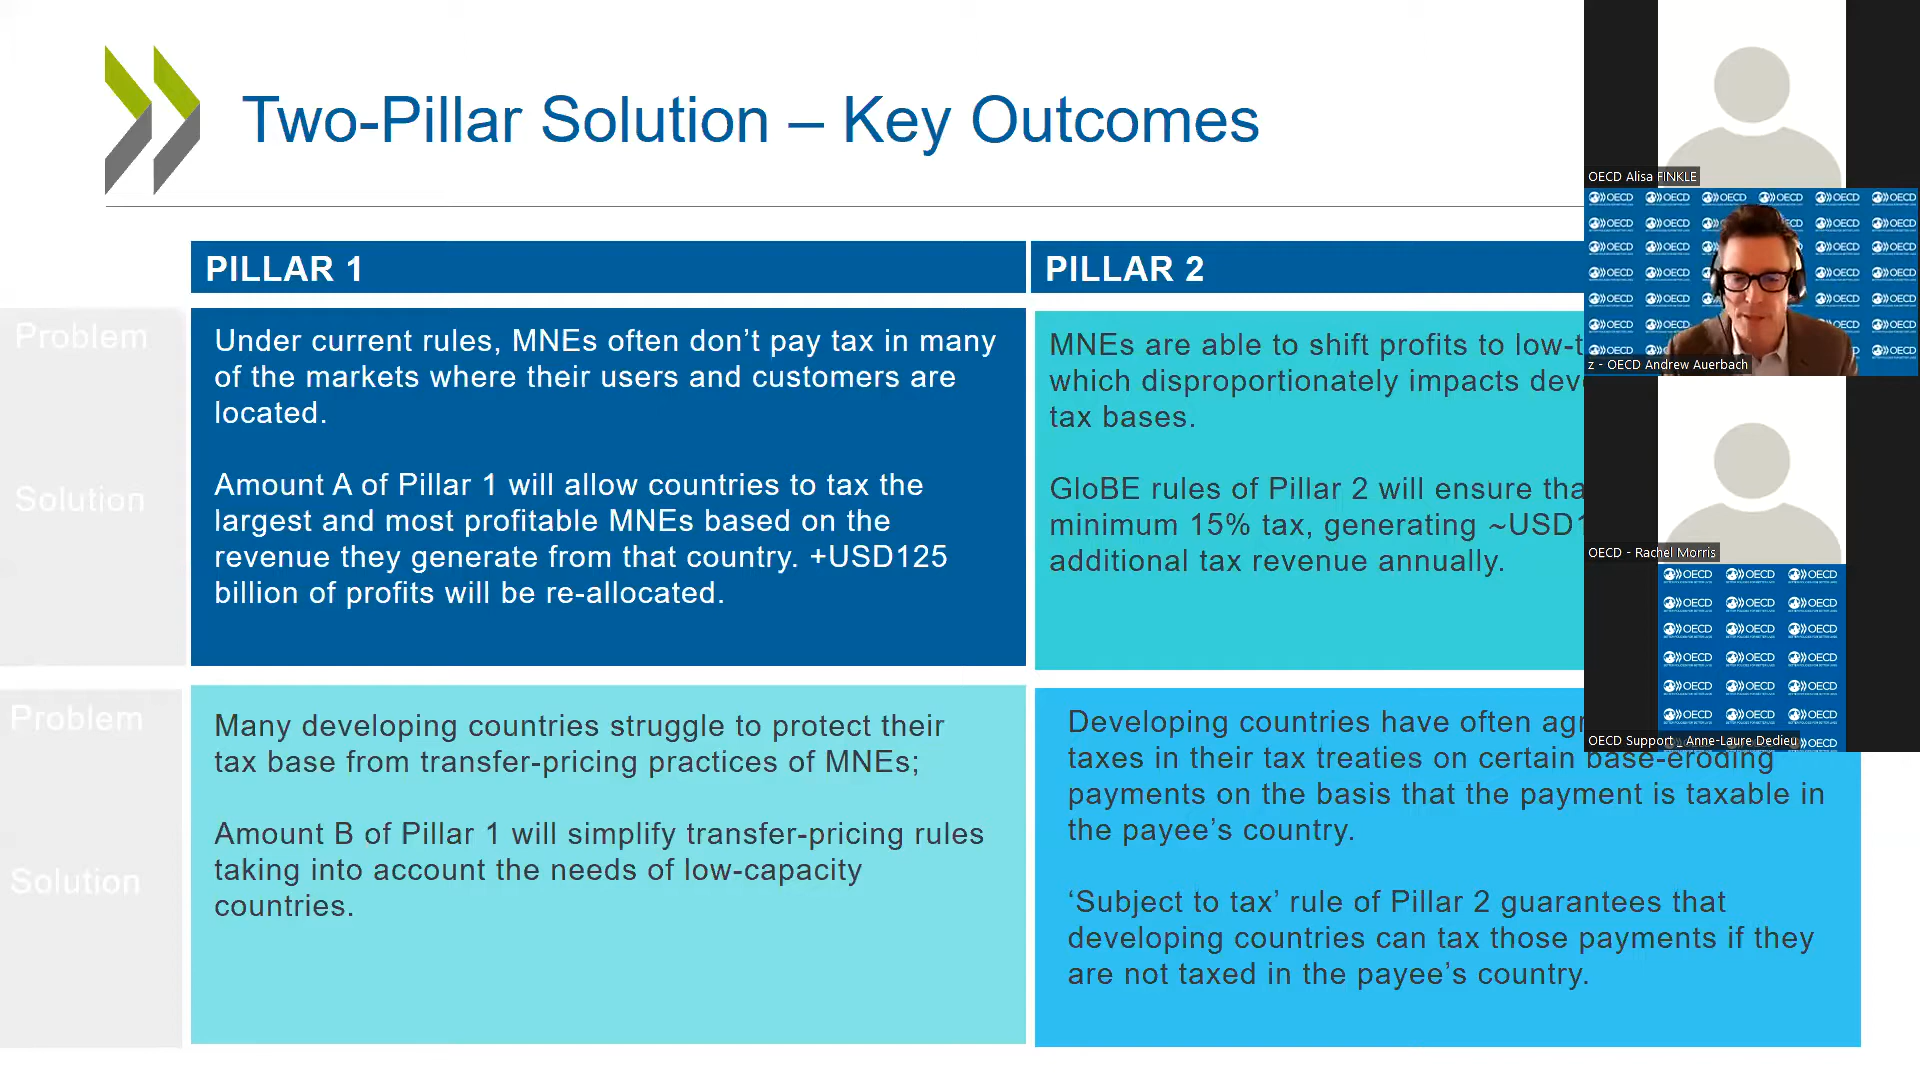 Two-Pillar Solution – Key Outcomes
PILLAR 1
PILLAR 2
Problem
Under current rules, MNEs often don’t pay tax in many
of the markets where their users and customers are
located.
Solution
Amount A of Pillar 1 will allow countries to tax the
largest and most profitable MNEs based on the
revenue they generate from that country. +USD125
billion of profits will be re-allocated.
MNEs are able to shift profits to
which disproportionately impacts
tax bases.
GloBE rules of Pillar 2 will ensure
minimum 15% tax, generating
additional tax revenue annually.
Problem
Many developing countries struggle to protect their
tax base from transfer-pricing practices of MNEs;
Solution
Amount B of Pillar 1 will simplify transfer-pricing rules
taking into account the needs of low-capacity
countries.
Developing countries have often
taxes in their tax treaties on certain base-eroding
payments on the basis that the payment is taxable in
the payee’s country.
‘Subject to tax’ rule of Pillar 2 guarantees that
developing countries can tax those payments if they
are not taxed in the payee’s country.
OECD Alisa FINKLE
z - OECD Andrew Auerbach
OECD - Rachel Morris
OECD Support - Anne-Laure Dedieu